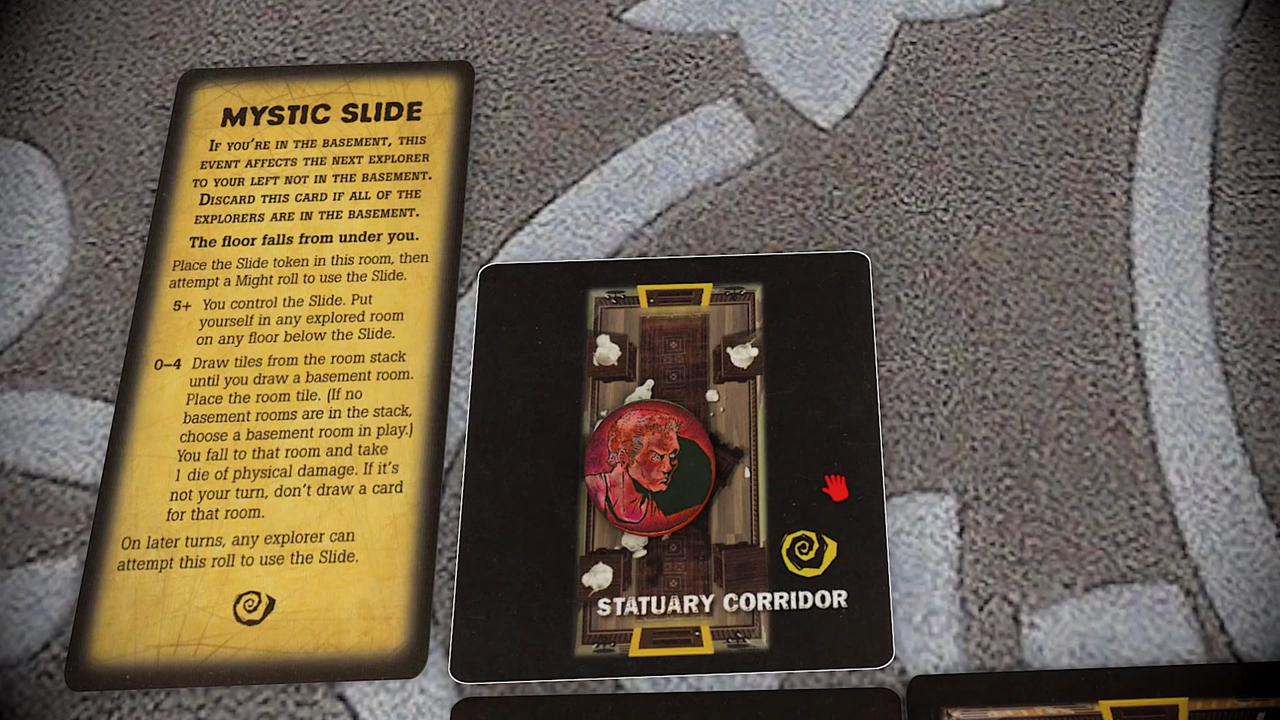 MYSTIC SLIDE
IF YOU'RE IN THE BASEMENT, THIS
EVENT AFFECTS THE NEXT EXPLORER
TO YOUR LEFT NOT IN THE BASEMENT.
DISCARD THIS CARD IF ALL OF THE
EXPLORERS ARE IN THE BASEMENT.
The floor falls from under you.
Place the Slide token in this room, then
attempt a Might roll to use the Slide.
5+ You control the Slide. Put
yourself in any explored room
on any floor below the Slide.
0–4 Draw tiles from the room stack
until you draw a basement room.
Place the room tile. (If no
basement rooms are in the stack,
choose a basement room in play.)
You fall to that room and take
1 die of physical damage. If it's
not your turn, don't draw a card
for that room.
On later turns, any explorer can
attempt this roll to use the Slide.
STATUARY CORRIDOR